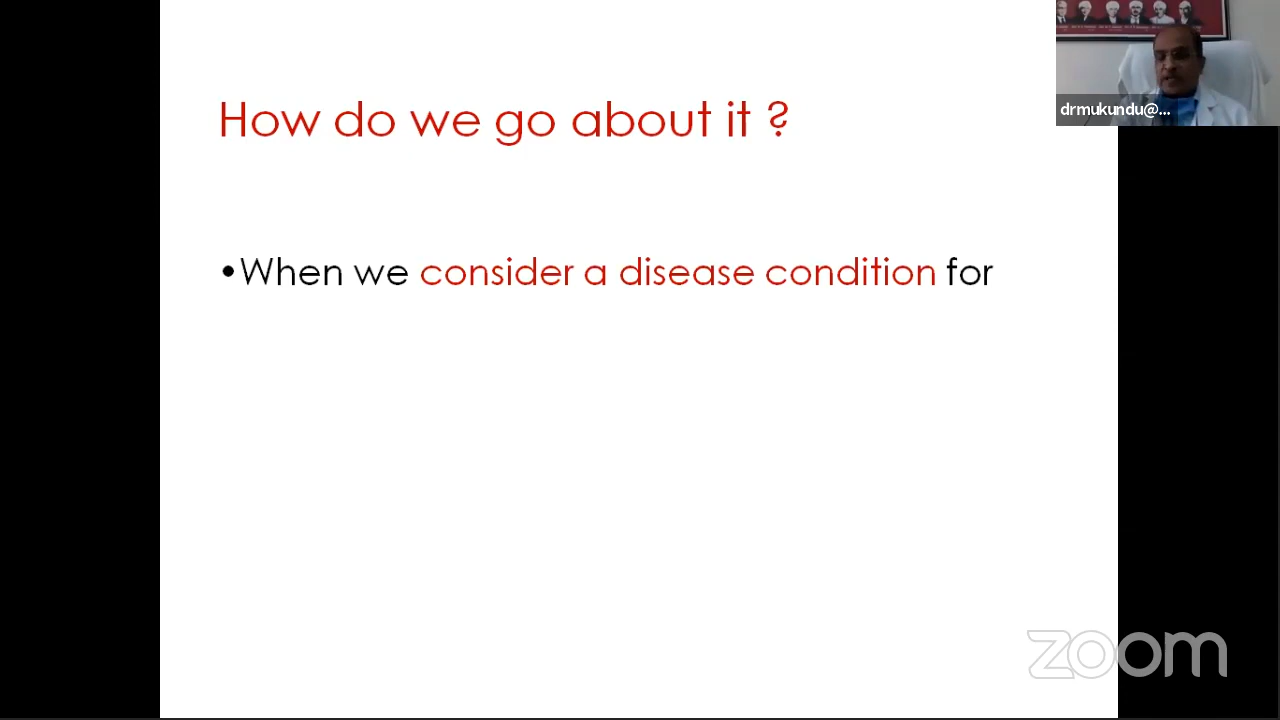 How do we go about it ?
drmukundu@...
•When we consider a disease condition for
zoom